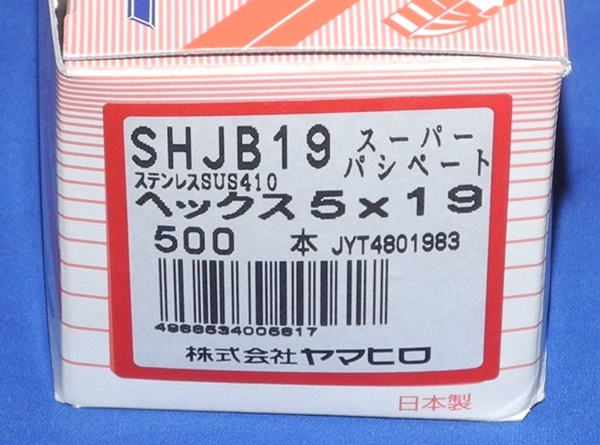 SHJB19 スーパー
パシペート
ステンレスSUS410
ヘックス5×19
500 本 JYT4801983
4968534005617
株式会社ヤマヒロ
日本製